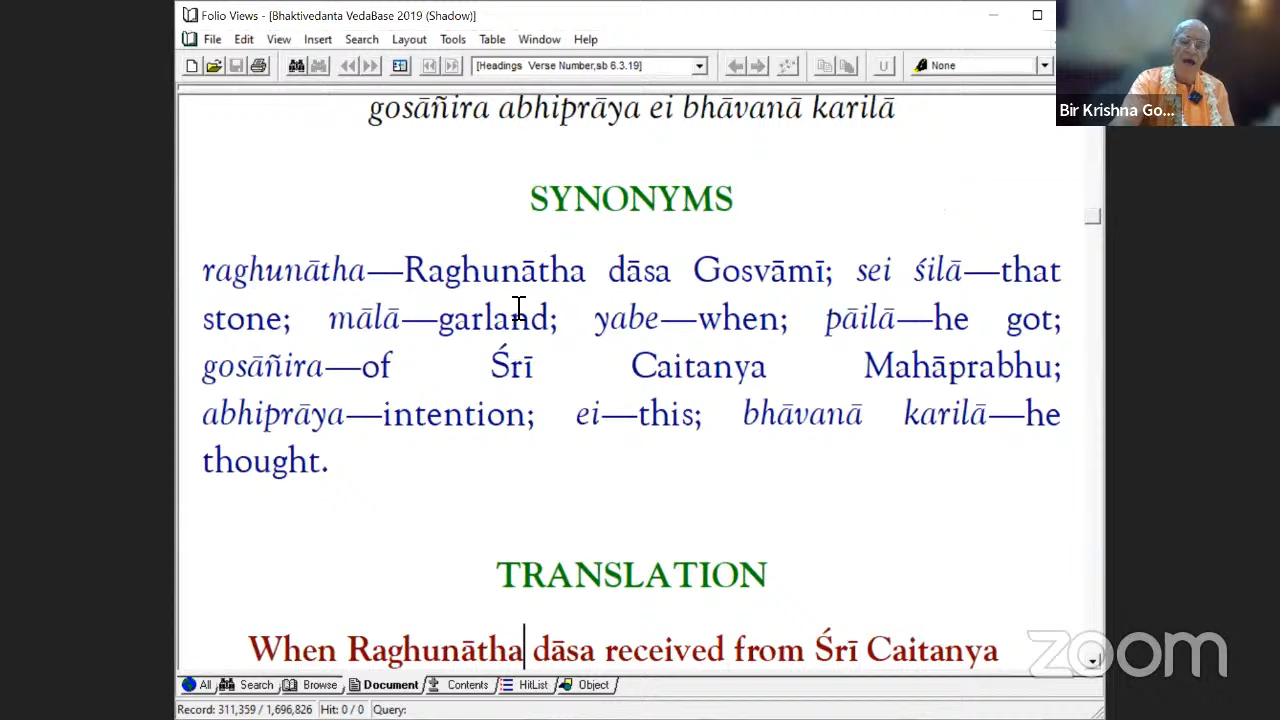 Folio Views - [Bhaktivedanta VedaBase 2019 (Shadow)]
File Edit View Insert Search Layout Tools Table Window Help
[Headings Verse Number,sb 6.3.19]
U
None
Bir Krishna Go...
gosāñira abhiprāya ei bhāvanā karilā
SYNONYMS
raghunātha—Raghunātha dāsa Gosvāmī; sei śilā—that
stone; mālā—garland; yabe—when; pāilā—he got;
gosāñira—of Śrī Caitanya Mahāprabhu;
abhiprāya—intention; ei—this; bhāvanā karilā—he
thought.
TRANSLATION
When Raghunātha dāsa received from Śrī Caitanya
zoom
All Search Browse Document Contents HitList Object
Record: 311,359 / 1,696,826 Hit: 0 / 0 Query: